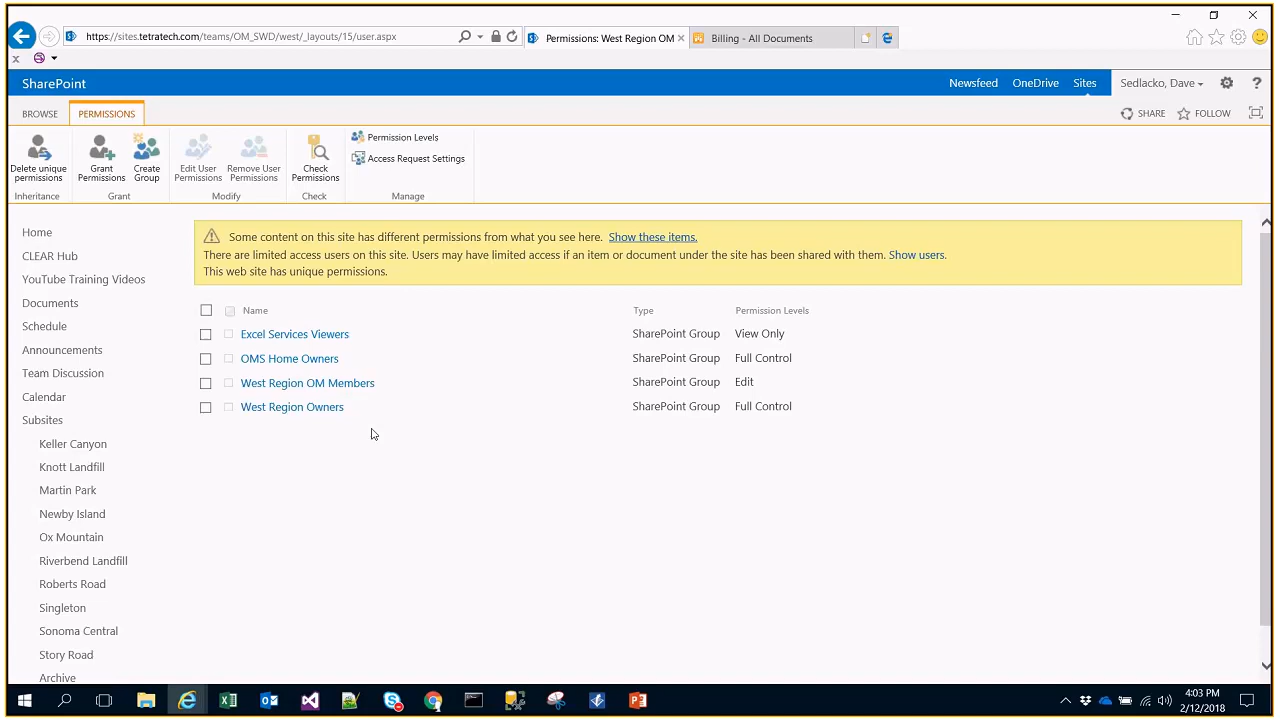 https://sites.tetratech.com/teams/OM_SWD/west/_layouts/15/user.aspx
Permissions: West Region OM
Billing - All Documents
SharePoint
Newsfeed
OneDrive
Sites
Sedlacko, Dave
BROWSE
PERMISSIONS
SHARE
FOLLOW
Delete unique permissions
Grant Permissions
Create Group
Edit User Permissions
Remove User Permissions
Check Permissions
Permission Levels
Access Request Settings
Inheritance
Grant
Modify
Check
Manage
Home
CLEAR Hub
YouTube Training Videos
Documents
Schedule
Announcements
Team Discussion
Calendar
Subsites
Keller Canyon
Knott Landfill
Martin Park
Newby Island
Ox Mountain
Riverbend Landfill
Roberts Road
Singleton
Sonoma Central
Story Road
Archive
Some content on this site has different permissions from what you see here. Show these items.
There are limited access users on this site. Users may have limited access if an item or document under the site has been shared with them. Show users.
This web site has unique permissions.
Name Type Permission Levels
Excel Services Viewers SharePoint Group View Only
OMS Home Owners SharePoint Group Full Control
West Region OM Members SharePoint Group Edit
West Region Owners SharePoint Group Full Control
4:03 PM
2/12/2018